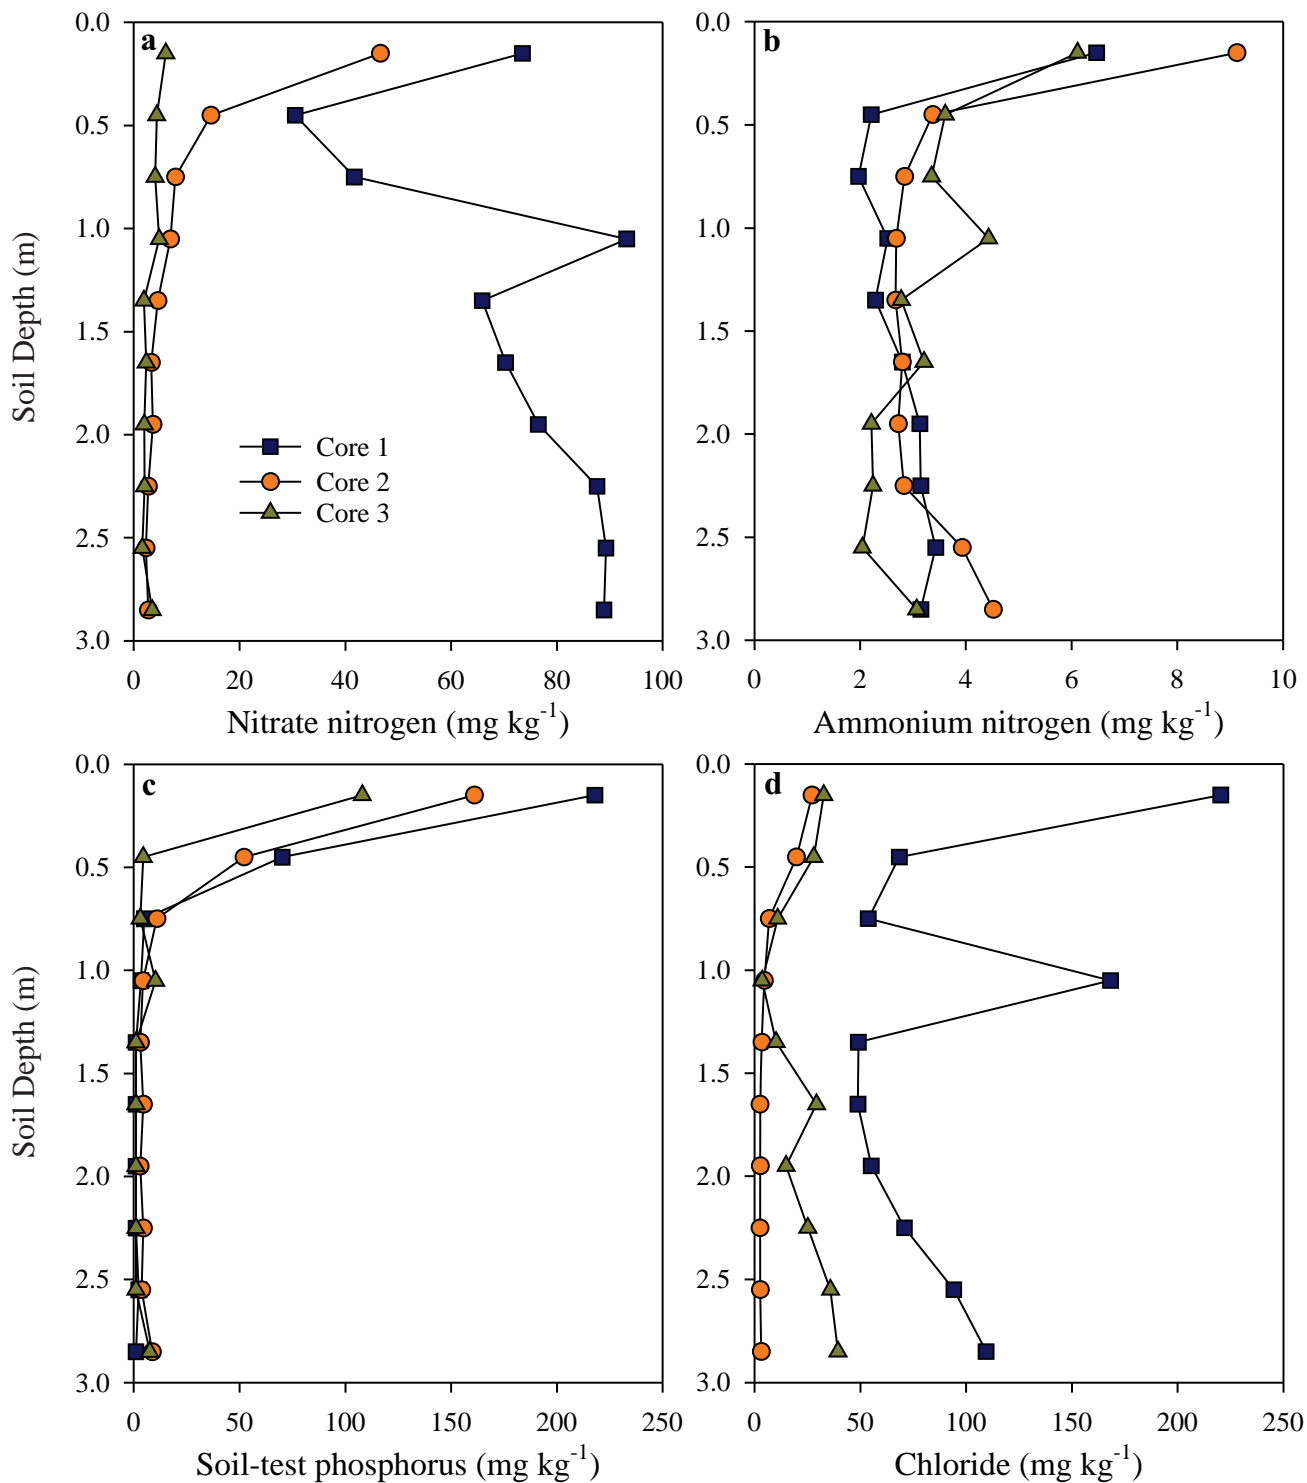 a
0.0
0.5
1.0
1.5
2.0
2.5
3.0
Soil Depth (m)
Core 1
Core 2
Core 3
0 20 40 60 80 100
Nitrate nitrogen (mg kg⁻¹)
b
0.0
0.5
1.0
1.5
2.0
2.5
3.0
0 2 4 6 8 10
Ammonium nitrogen (mg kg⁻¹)
c
0.0
0.5
1.0
1.5
2.0
2.5
3.0
Soil Depth (m)
0 50 100 150 200 250
Soil-test phosphorus (mg kg⁻¹)
d
0.0
0.5
1.0
1.5
2.0
2.5
3.0
0 50 100 150 200 250
Chloride (mg kg⁻¹)